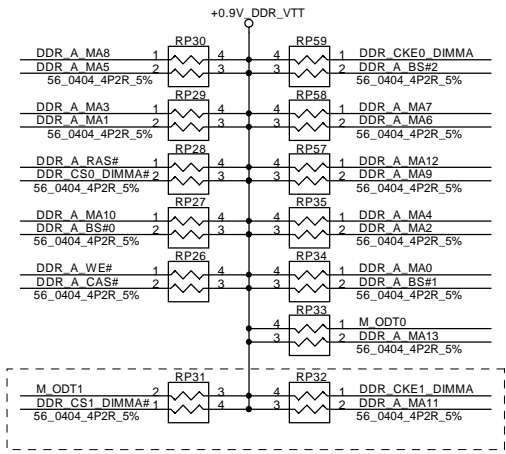 +0.9V_DDR_VTT
RP30 RP59
DDR_A_MA8 1 4 4 1 DDR_CKE0_DIMMA
DDR_A_MA5 2 3 3 2 DDR_A_BS#2
56_0404_4P2R_5% 56_0404_4P2R_5%
RP29 RP58
DDR_A_MA3 1 4 4 1 DDR_A_MA7
DDR_A_MA1 2 3 3 2 DDR_A_MA6
56_0404_4P2R_5% 56_0404_4P2R_5%
RP28 RP57
DDR_A_RAS# 1 4 4 1 DDR_A_MA12
DDR_CS0_DIMMA# 2 3 3 2 DDR_A_MA9
56_0404_4P2R_5% 56_0404_4P2R_5%
RP27 RP35
DDR_A_MA10 1 4 4 1 DDR_A_MA4
DDR_A_BS#0 2 3 3 2 DDR_A_MA2
56_0404_4P2R_5% 56_0404_4P2R_5%
RP26 RP34
DDR_A_WE# 1 4 4 1 DDR_A_MA0
DDR_A_CAS# 2 3 3 2 DDR_A_BS#1
56_0404_4P2R_5% 56_0404_4P2R_5%
RP33
4 1 M_ODT0
3 2 DDR_A_MA13
56_0404_4P2R_5%
RP31 RP32
M_ODT1 2 3 4 1 DDR_CKE1_DIMMA
DDR_CS1_DIMMA# 1 4 3 2 DDR_A_MA11
56_0404_4P2R_5% 56_0404_4P2R_5%